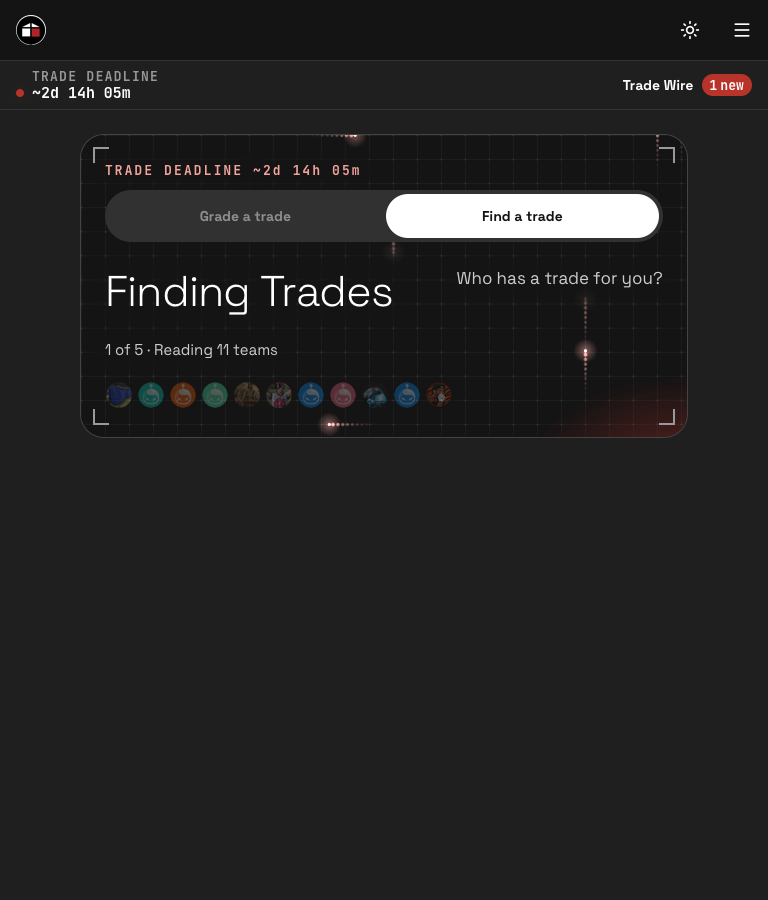 TRADE DEADLINE
~2d 14h 05m
Trade Wire
1 new
TRADE DEADLINE ~2d 14h 05m
Grade a trade
Find a trade
Finding Trades
Who has a trade for you?
1 of 5 · Reading 11 teams